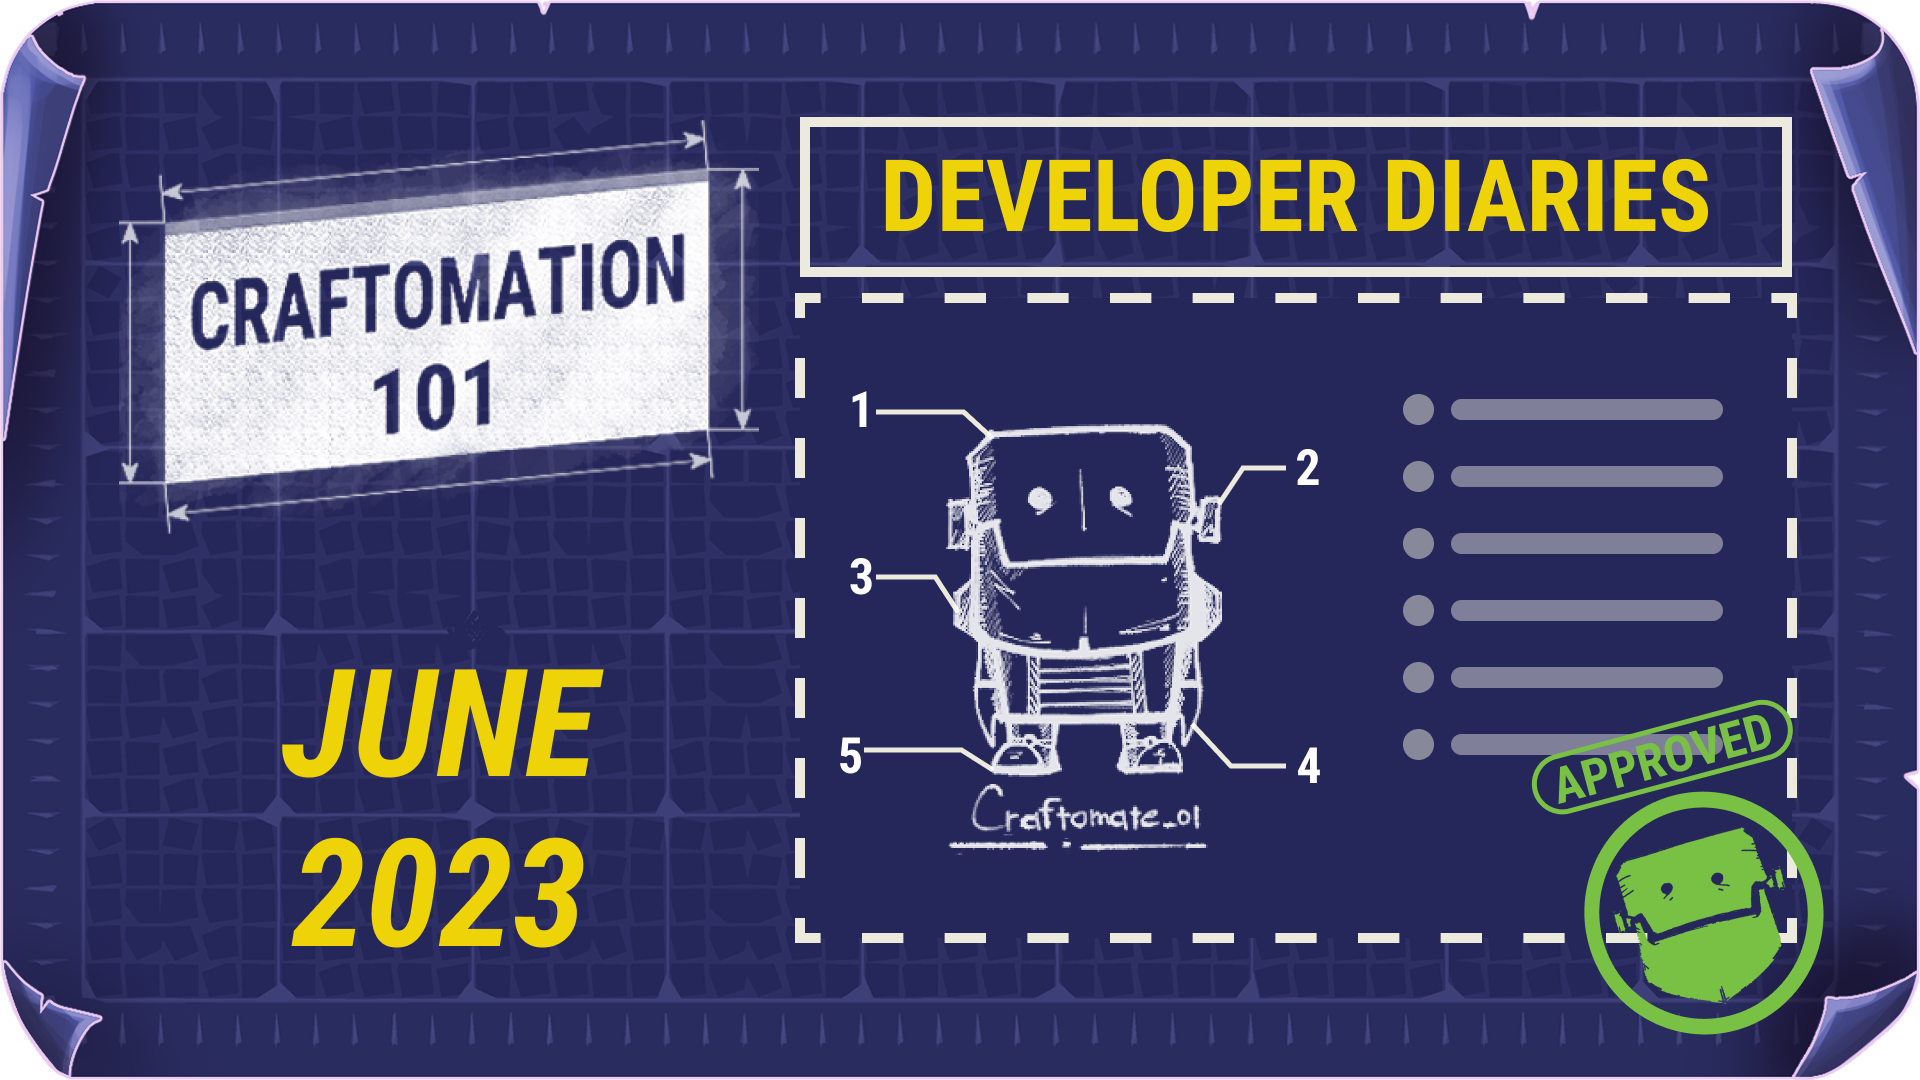 CRAFTOMATION
101
JUNE
2023
DEVELOPER DIARIES
1
2
3
4
5
Craftomate_01
APPROVED